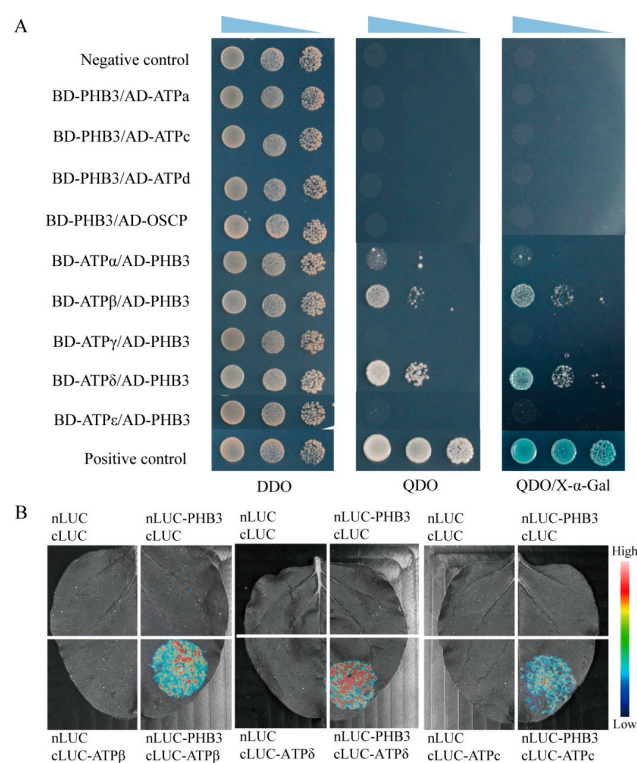 A
Negative control
BD-PHB3/AD-ATPa
BD-PHB3/AD-ATPc
BD-PHB3/AD-ATPd
BD-PHB3/AD-OSCP
BD-ATPα/AD-PHB3
BD-ATPβ/AD-PHB3
BD-ATPγ/AD-PHB3
BD-ATPδ/AD-PHB3
BD-ATPε/AD-PHB3
Positive control
DDO QDO QDO/X-α-Gal
B
nLUC nLUC-PHB3 nLUC nLUC-PHB3 nLUC nLUC-PHB3
cLUC cLUC cLUC cLUC cLUC cLUC
High
Low
nLUC nLUC-PHB3 nLUC nLUC-PHB3 nLUC nLUC-PHB3
cLUC-ATPβ cLUC-ATPβ cLUC-ATPδ cLUC-ATPδ cLUC-ATPc cLUC-ATPc